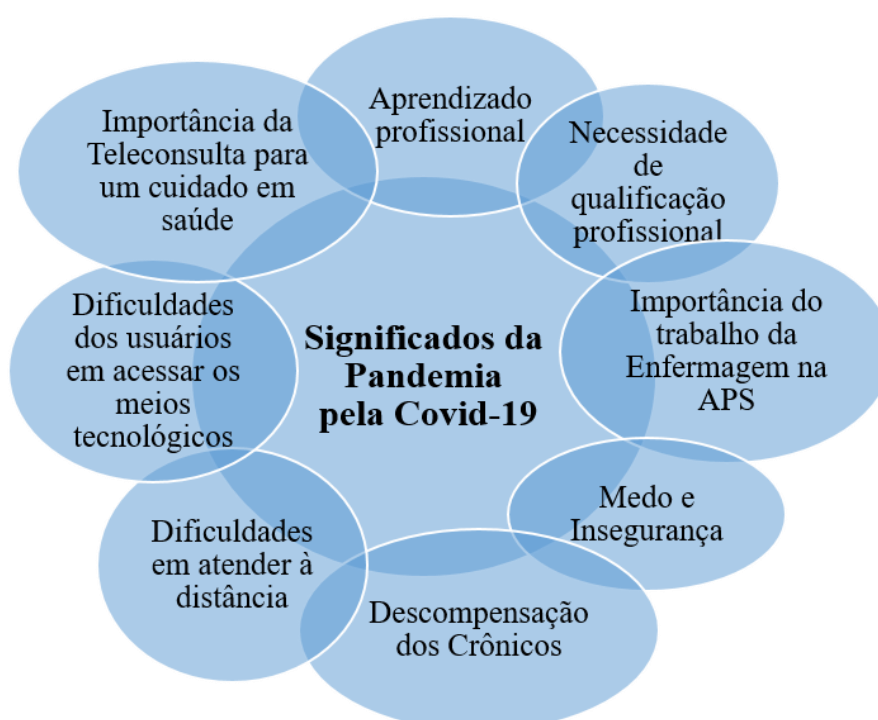 Aprendizado
profissional
Necessidade
de
qualificação
profissional
Importância do
trabalho da
Enfermagem na
APS
Medo e
Insegurança
Descompensação
dos Crônicos
Dificuldades
em atender à
distância
Dificuldades
dos usuários
em acessar os
meios
tecnológicos
Importância da
Teleconsulta para
um cuidado em
saúde
Significados da
Pandemia
pela Covid-19